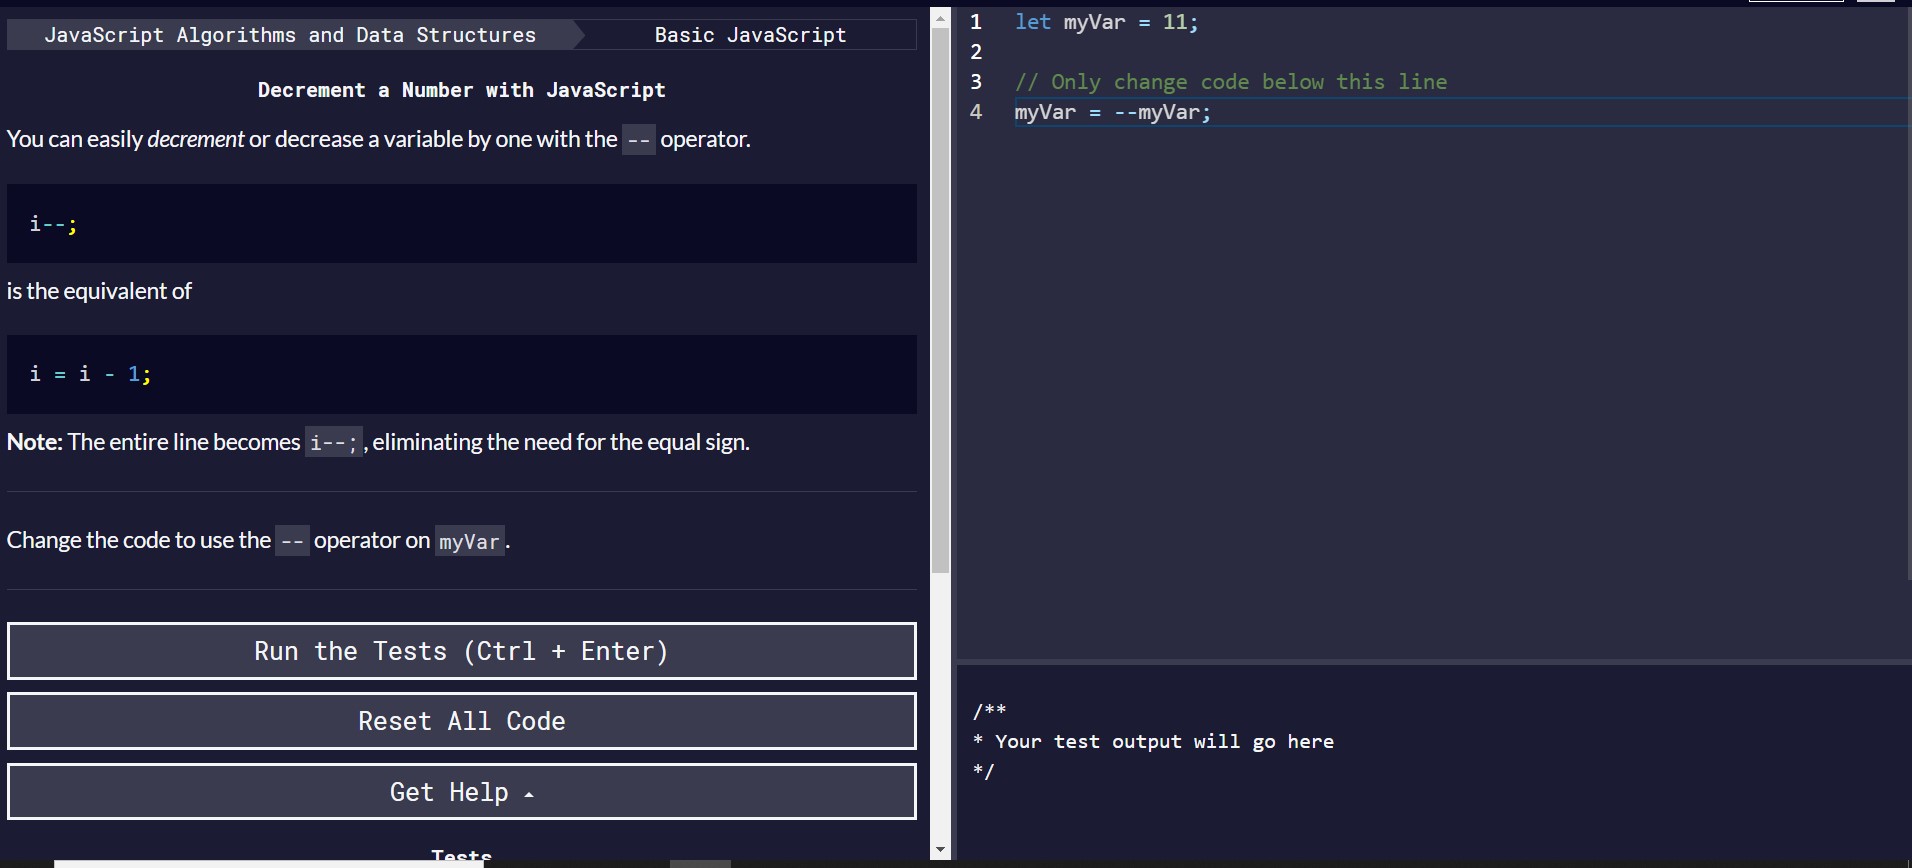 JavaScript Algorithms and Data Structures
Basic JavaScript
Decrement a Number with JavaScript
You can easily decrement or decrease a variable by one with the -- operator.
i--;
is the equivalent of
i = i - 1;
Note: The entire line becomes i--; , eliminating the need for the equal sign.
Change the code to use the -- operator on myVar .
Run the Tests (Ctrl + Enter)
Reset All Code
Get Help
Tests
1 let myVar = 11;
2
3 // Only change code below this line
4 myVar = --myVar;
/**
* Your test output will go here
*/